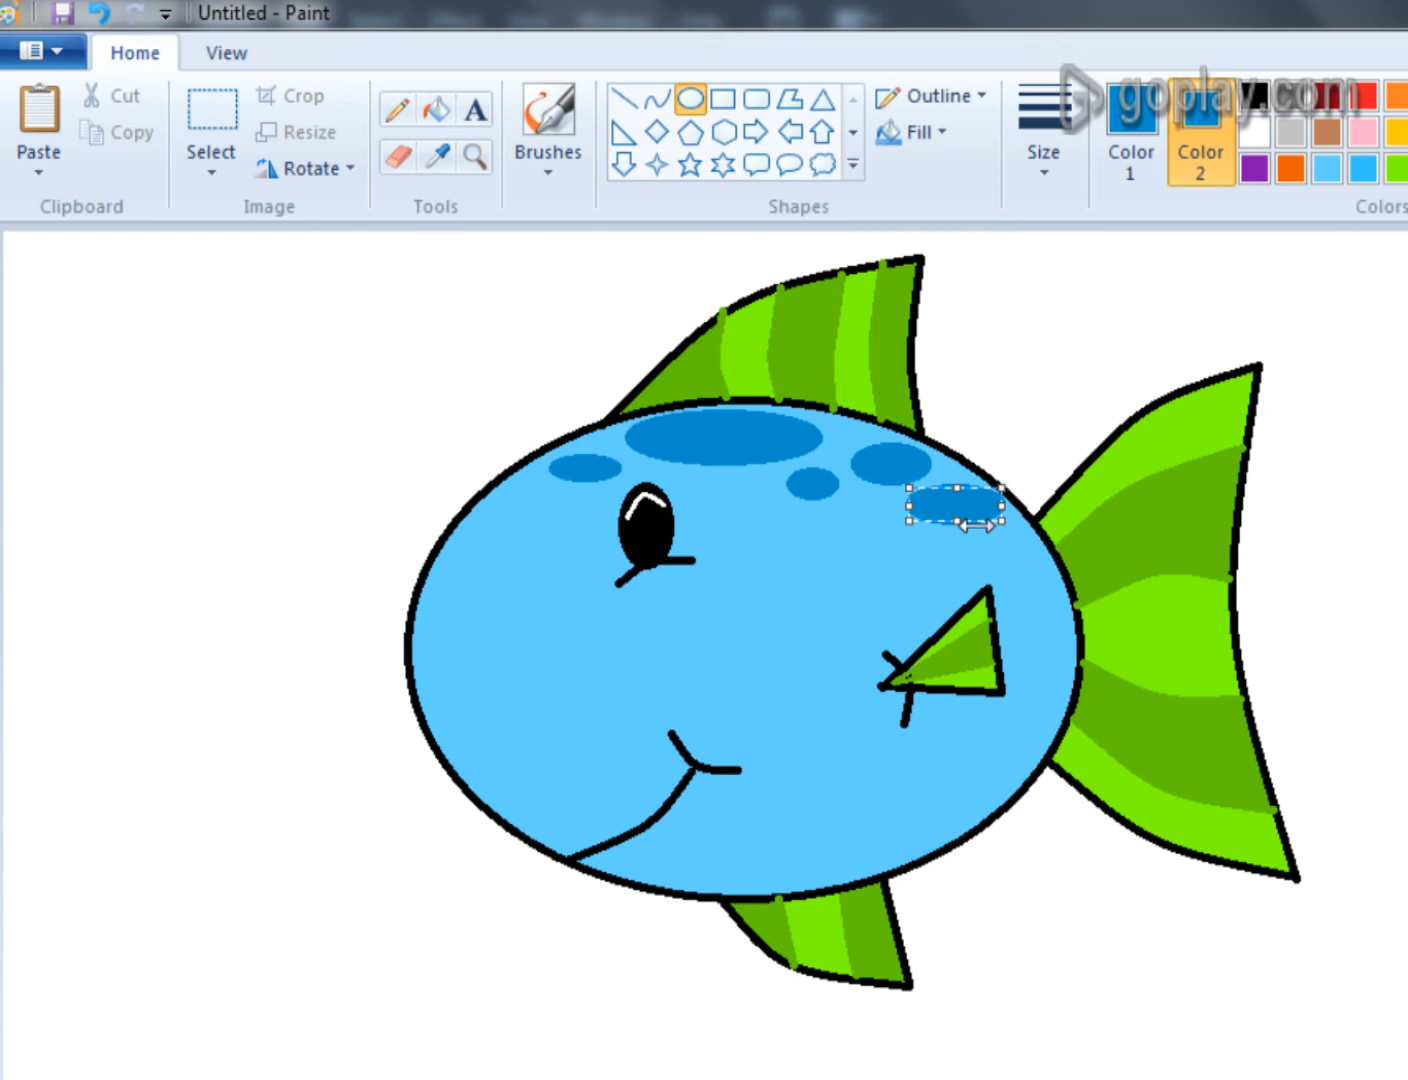 Untitled - Paint
Home View
goplay.com
Paste
Cut
Copy
Clipboard
Select
Crop
Resize
Rotate
Image
A
Tools
Brushes
Shapes
Outline
Fill
Size
Color
1
Color
2
Colors